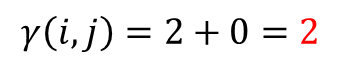 γ(i, j) = 2 + 0 = 2